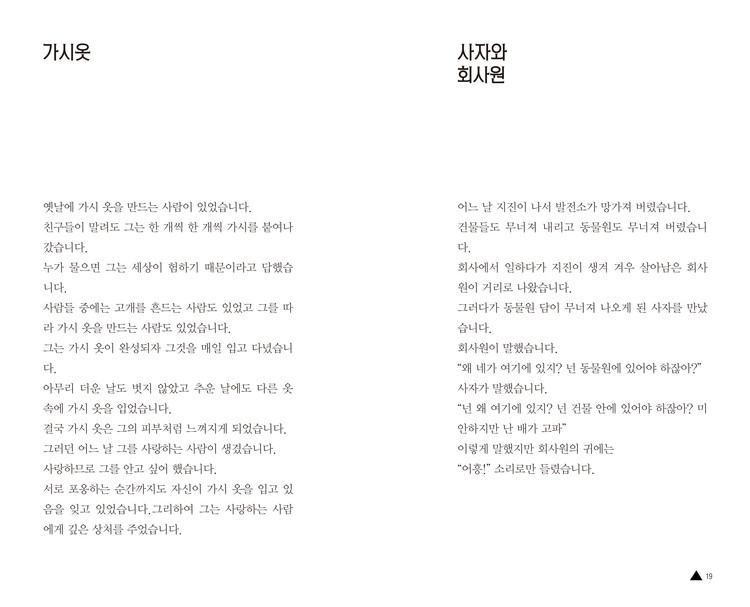 가시옷
옛날에 가시 옷을 만드는 사람이 있었습니다.
친구들이 말려도 그는 한 개씩 한 개씩 가시를 붙여나
갔습니다.
누가 물으면 그는 세상이 험하기 때문이라고 답했습
니다.
사람들 중에는 고개를 흔드는 사람도 있었고 그를 따
라 가시 옷을 만드는 사람도 있었습니다.
그는 가시 옷이 완성되자 그것을 매일 입고 다녔습니
다.
아무리 더운 날도 벗지 않았고 추운 날에도 다른 옷
속에 가시 옷을 입었습니다.
결국 가시 옷은 그의 피부처럼 느껴지게 되었습니다.
그러던 어느 날 그를 사랑하는 사람이 생겼습니다.
사랑하므로 그를 안고 싶어 했습니다.
서로 포옹하는 순간까지도 자신이 가시 옷을 입고 있
음을 잊고 있었습니다.그리하여 그는 사랑하는 사람
에게 깊은 상처를 주었습니다.
사자와
회사원
어느 날 지진이 나서 발전소가 망가져 버렸습니다.
건물들도 무너져 내리고 동물원도 무너져 버렸습니
다.
회사에서 일하다가 지진이 생겨 겨우 살아남은 회사
원이 거리로 나왔습니다.
그러다가 동물원 담이 무너져 나오게 된 사자를 만났
습니다.
회사원이 말했습니다.
“왜 네가 여기에 있지? 넌 동물원에 있어야 하잖아?”
사자가 말했습니다.
“넌 왜 여기에 있지? 넌 건물 안에 있어야 하잖아? 미
안하지만 난 배가 고파”
이렇게 말했지만 회사원의 귀에는
“어흥!” 소리로만 들렸습니다.
19